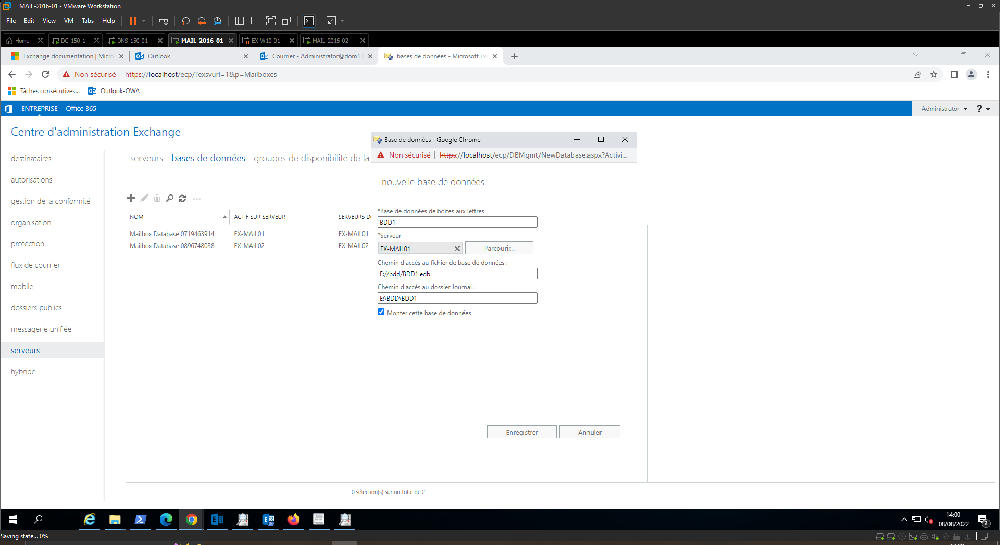 MAIL-2016-01 - VMware Workstation
File Edit View VM Tabs Help
Home DC-150-1 DNS-150-01 MAIL-2016-01 EX-W10-01 MAIL-2016-02
Exchange documentation | Micro Outlook Courrier - Administrator@dom13 bases de données - Microsoft Ex
Non sécurisé https://localhost/ecp/?exsvurl=1&p=Mailboxes
Tâches consécutives... Outlook-OWA
ENTREPRISE Office 365 Administrator ?
Centre d'administration Exchange
destinataires
autorisations
gestion de la conformité
organisation
protection
flux de courrier
mobile
dossiers publics
messagerie unifiée
serveurs
hybride
serveurs bases de données groupes de disponibilité de la
NOM ACTIF SUR SERVEUR SERVEURS D
Mailbox Database 0719463914 EX-MAIL01 EX-MAIL01
Mailbox Database 0896748038 EX-MAIL02 EX-MAIL02
0 sélection(s) sur un total de 2
Base de données - Google Chrome
Non sécurisé https://localhost/ecp/DBMgmt/NewDatabase.aspx?Activi...
nouvelle base de données
*Base de données de boîtes aux lettres
BDD1
*Serveur
EX-MAIL01 Parcourir...
Chemin d'accès au fichier de base de données :
E://bdd/BDD1.edb
Chemin d'accès au dossier Journal :
E:\BDD\BDD1
Monter cette base de données
Enregistrer Annuler
14:00
08/08/2022
2
Saving state... 0%